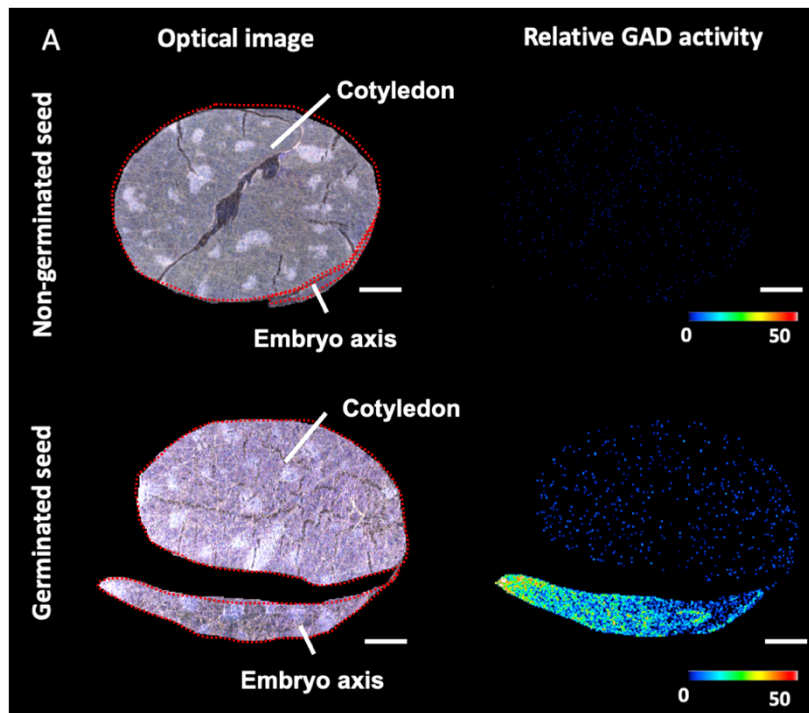 A
Optical image
Relative GAD activity
Non-germinated seed
Cotyledon
Embryo axis
0 50
Germinated seed
Cotyledon
Embryo axis
0 50